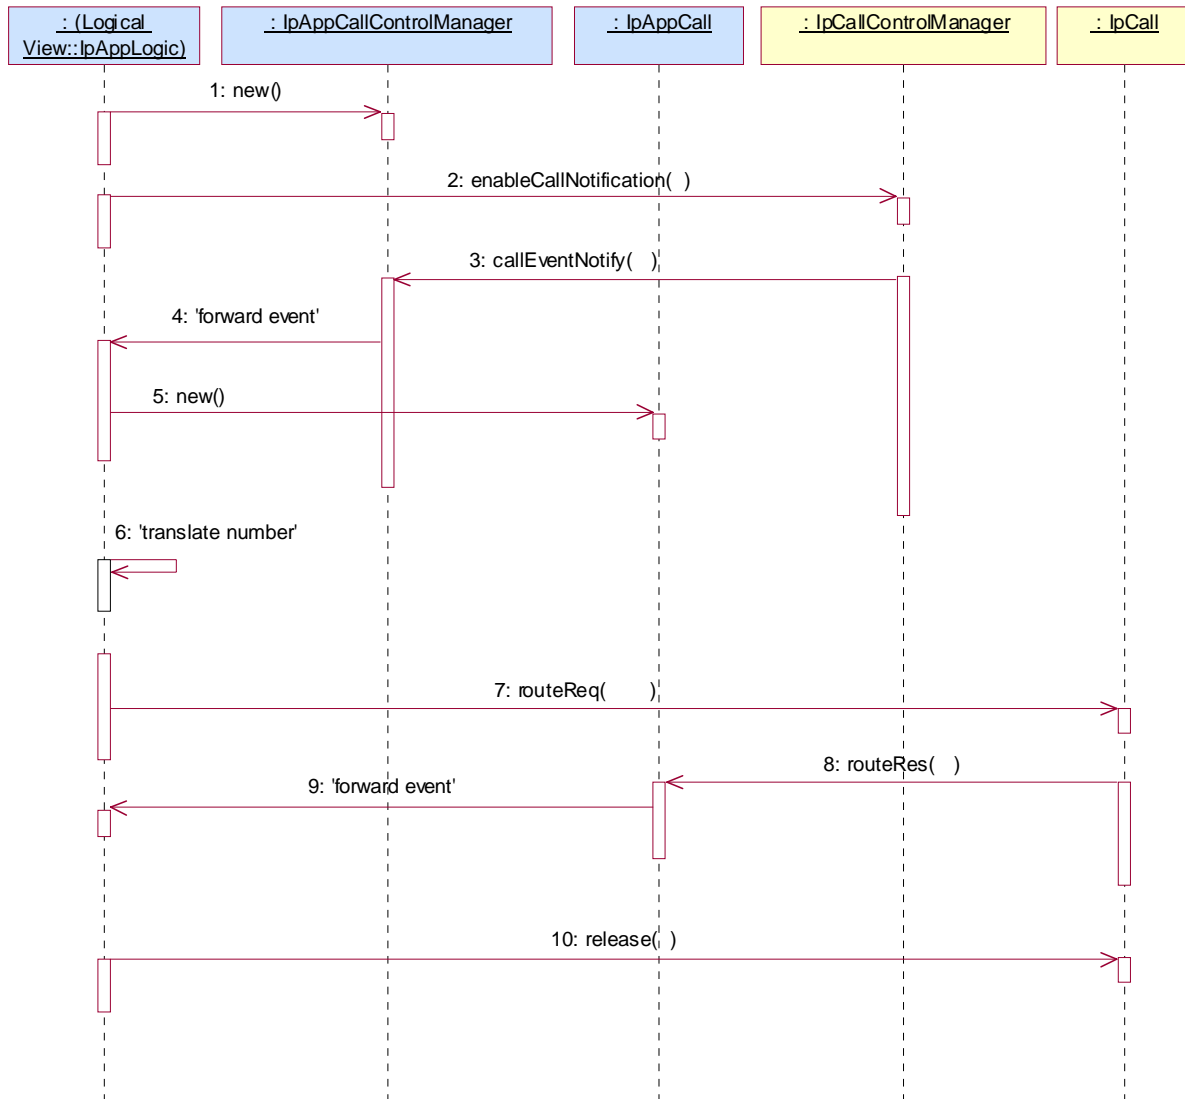 : (Logical
View::IpAppLogic)
: IpAppCallControlManager
: IpAppCall
: IpCallControlManager
: IpCall
1: new()
2: enableCallNotification( )
3: callEventNotify( )
4: 'forward event'
5: new()
6: 'translate number'
7: routeReq( )
8: routeRes( )
9: 'forward event'
10: release( )